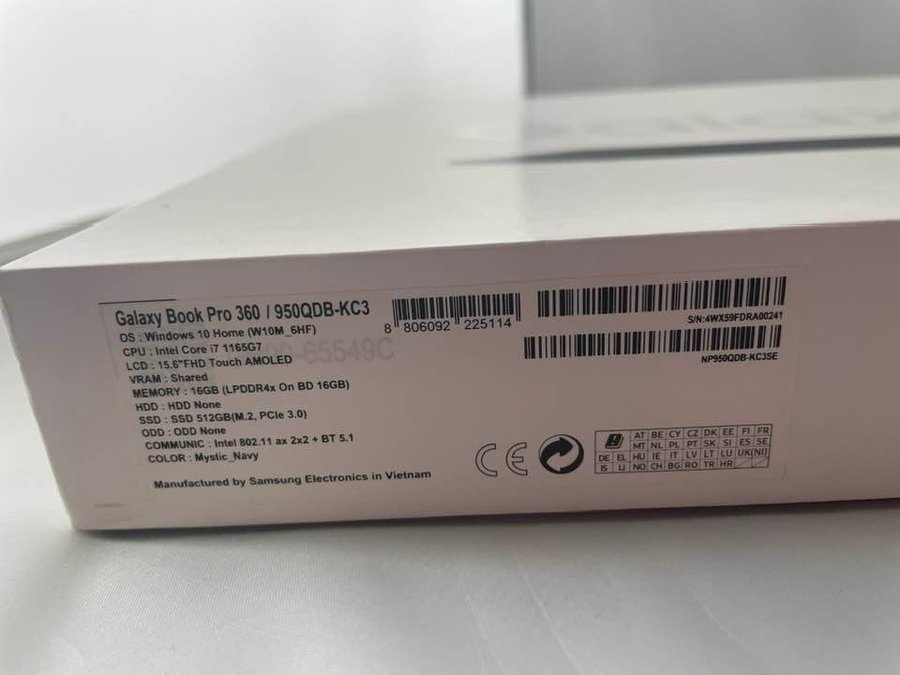 Galaxy Book Pro 360 / 950QDB-KC3
OS : Windows 10 Home (W10M_6HF)
CPU : Intel Core i7 1165G7
LCD : 15.6"FHD Touch AMOLED
VRAM : Shared
MEMORY : 16GB (LPDDR4x On BD 16GB)
HDD : HDD None
SSD : SSD 512GB(M.2, PCIe 3.0)
ODD : ODD None
COMMUNIC : Intel 802.11 ax 2x2 + BT 5.1
COLOR : Mystic_Navy
Manufactured by Samsung Electronics in Vietnam
-65549C
8 806092 225114
S/N:4WX59FDRA00241
NP950QDB-KC3SE
CE
AT BE CY CZ DK EE FI FR
MT NL PL PT SK SI ES SE
DE EL HU IE IT LV LT LU UK(NI)
IS LI NO CH BG RO TR HR